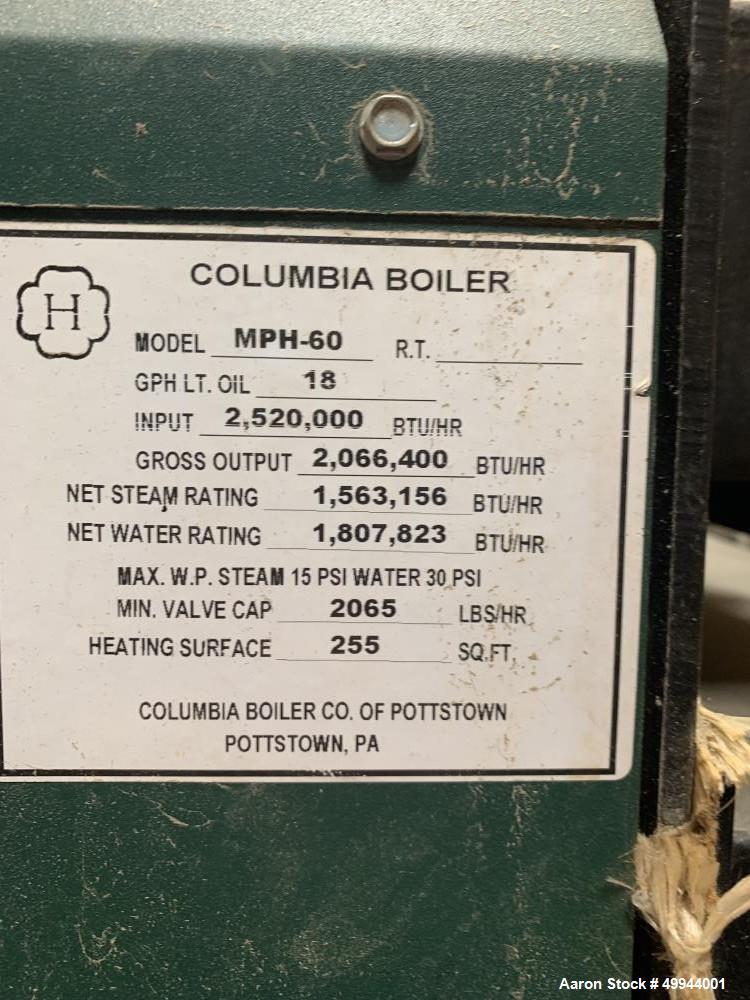 COLUMBIA BOILER
H
MODEL MPH-60 R.T.
GPH LT. OIL 18
INPUT 2,520,000 BTU/HR
GROSS OUTPUT 2,066,400 BTU/HR
NET STEAM RATING 1,563,156 BTU/HR
NET WATER RATING 1,807,823 BTU/HR
MAX. W.P. STEAM 15 PSI WATER 30 PSI
MIN. VALVE CAP 2065 LBS/HR
HEATING SURFACE 255 SQ.FT.
COLUMBIA BOILER CO. OF POTTSTOWN
POTTSTOWN, PA
Aaron Stock # 49944001